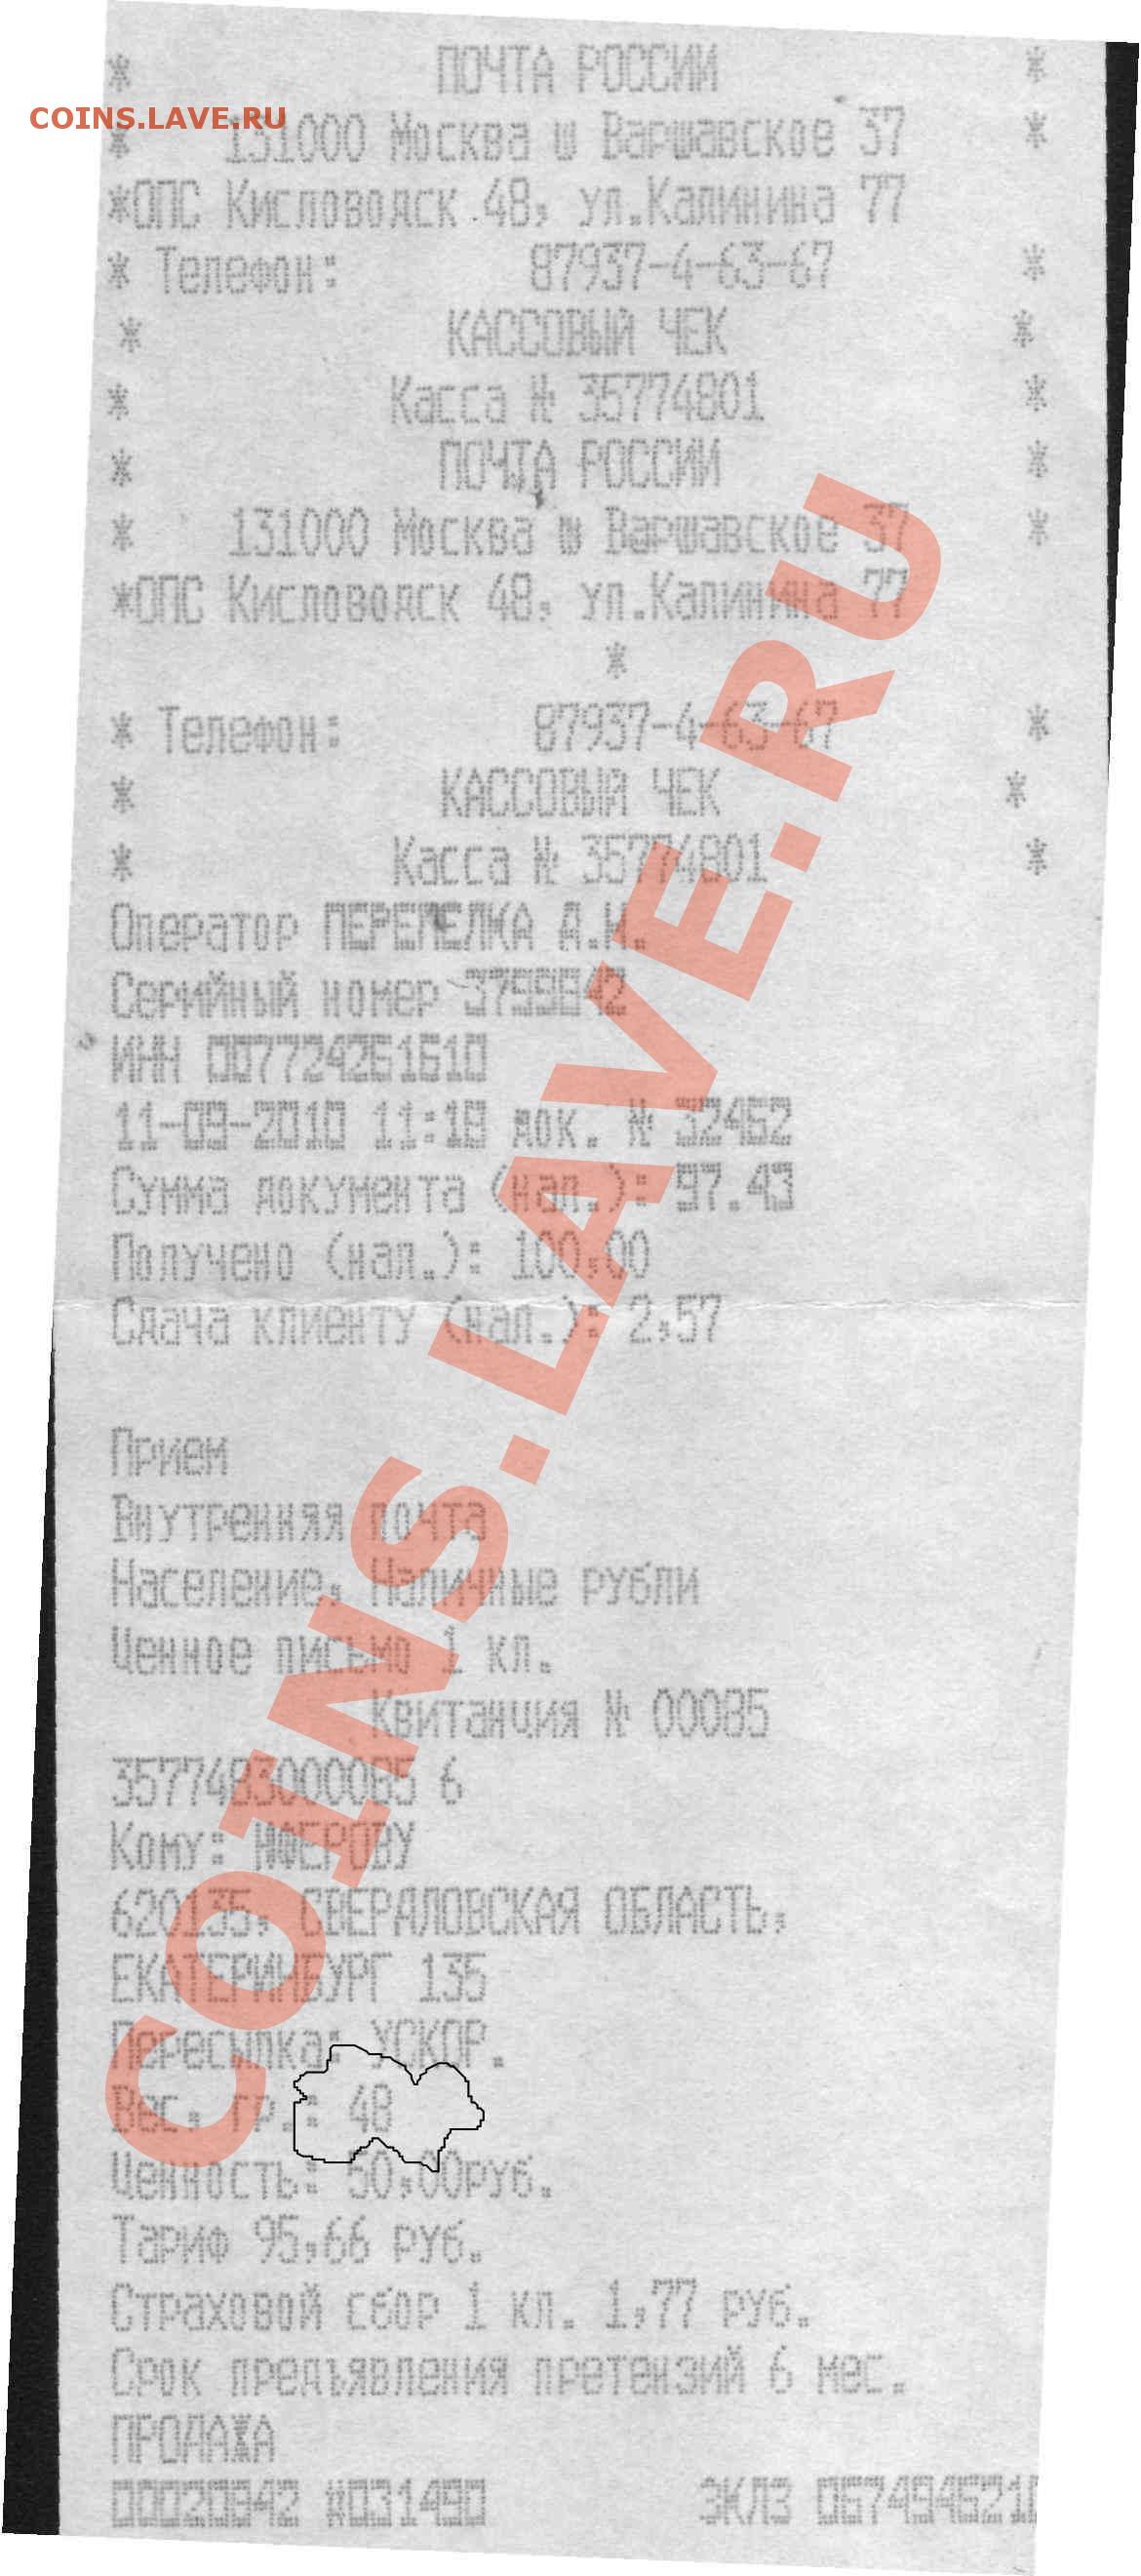 * ПОЧТА РОССИИ *
COINS.LAVE.RU
* 131000 Москва ш Варшавское 37 *
*ОПС Кисловодск 48, ул.Калинина 77
* Телефон: 87937-4-63-67 *
* КАССОВЫЙ ЧЕК *
* Касса № 35774801 *
* ПОЧТА РОССИИ *
* 131000 Москва ш Варшавское 37 *
*ОПС Кисловодск 48, ул.Калинина 77
*
* Телефон: 87937-4-63-67 *
* КАССОВЫЙ ЧЕК *
* Касса № 35774801 *
Оператор ПЕРЕПЕЛКА
Серийный номер
ИНН 007724261610
11-09-2010 11:18 док. № 32452
Сумма документа (нал.): 97.43
Получено (нал.): 100,00
Сдача клиенту (нал.): 2,57
Прием
Внутренняя почта
Население, Наличные рубли
Ценное письмо 1 кл.
Квитанция № 00085
3577483000085 6
Кому:
620135, СВЕРДЛОВСКАЯ ОБЛАСТЬ,
ЕКАТЕРИНБУРГ 135
Пересылка: УСКОР.
Вес. гр.: 48
Ценность: 50,00руб.
Тариф 95,66 руб.
Страховой сбор 1 кл. 1,77 руб.
Срок предъявления претензий 6 мес.
ПРОДАЖА
00020942 #031490 ЭКЛЗ
COINS.LAVE.RU